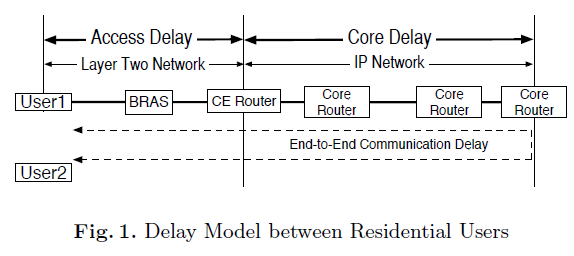 Access Delay
Core Delay
Layer Two Network
IP Network
User1
BRAS
CE Router
Core
Router
Core
Router
Core
Router
End-to-End Communication Delay
User2
Fig. 1. Delay Model between Residential Users